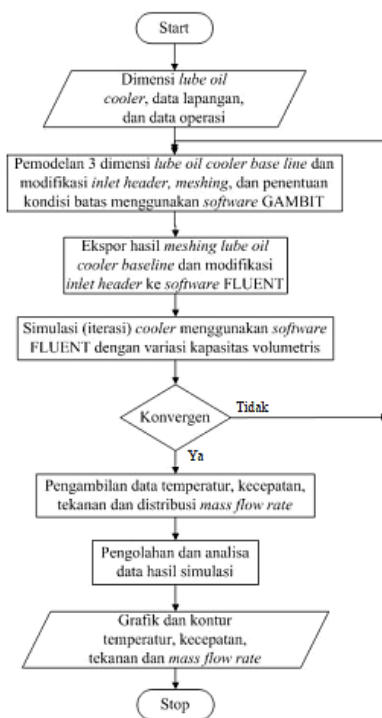 Start
Dimensi lube oil
cooler, data lapangan,
dan data operasi
Pemodelan 3 dimensi lube oil cooler base line dan
modifikasi inlet header, meshing, dan penentuan
kondisi batas menggunakan software GAMBIT
Ekspor hasil meshing lube oil
cooler baseline dan modifikasi
inlet header ke software FLUENT
Simulasi (iterasi) cooler menggunakan software
FLUENT dengan variasi kapasitas volumetris
Konvergen
Tidak
Ya
Pengambilan data temperatur, kecepatan,
tekanan dan distribusi mass flow rate
Pengolahan dan analisa
data hasil simulasi
Grafik dan kontur
temperatur, kecepatan,
tekanan dan mass flow rate
Stop